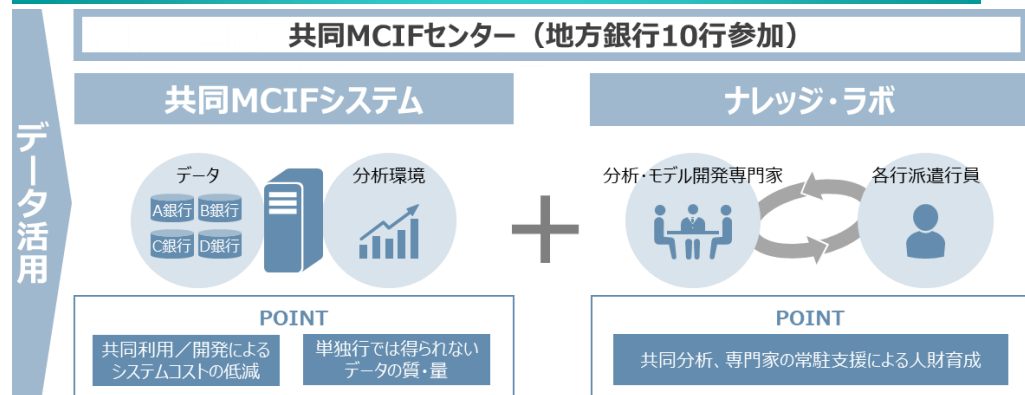 共同MCIFセンター（地方銀行10行参加）
データ活用
共同MCIFシステム
データ
A銀行 B銀行
C銀行 D銀行
分析環境
POINT
共同利用／開発による
システムコストの低減
単独行では得られない
データの質・量
＋
ナレッジ・ラボ
分析・モデル開発専門家
各行派遣行員
POINT
共同分析、専門家の常駐支援による人財育成